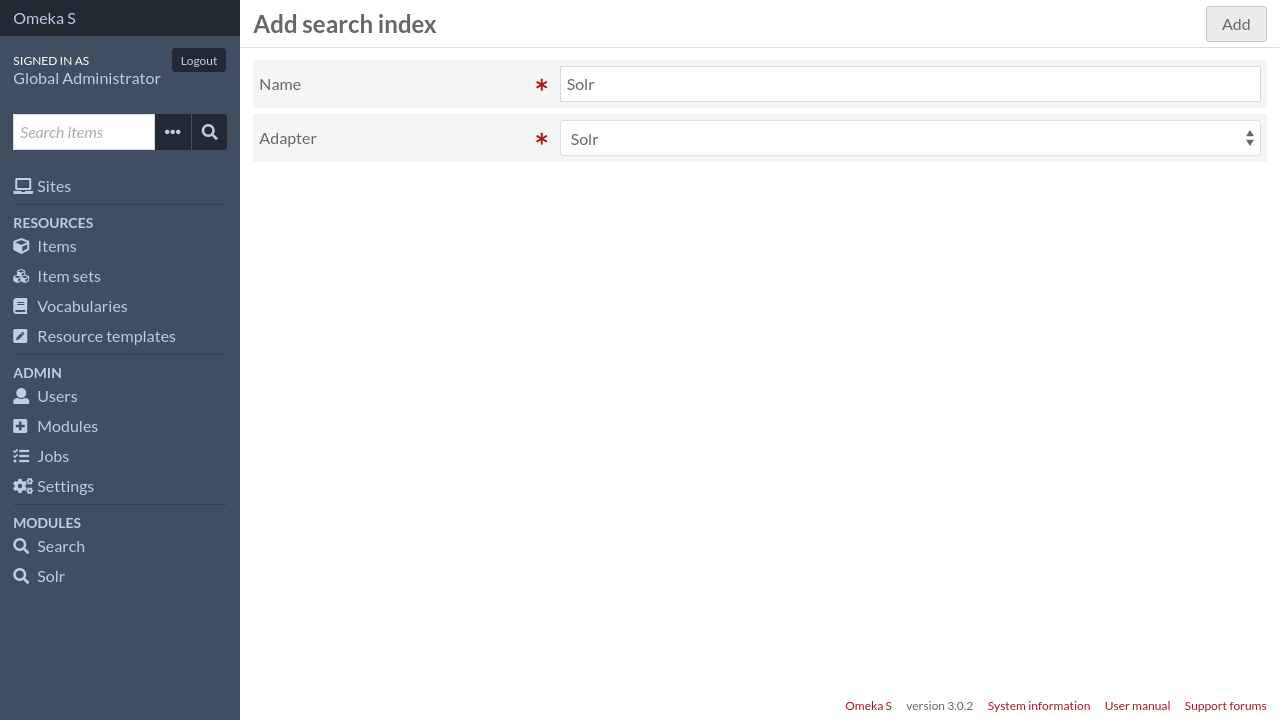 Omeka S
SIGNED IN AS
Logout
Global Administrator
Search items
Sites
RESOURCES
Items
Item sets
Vocabularies
Resource templates
ADMIN
Users
Modules
Jobs
Settings
MODULES
Search
Solr
Add search index
Add
Name
Solr
Adapter
Solr
Omeka S version 3.0.2 System information User manual Support forums